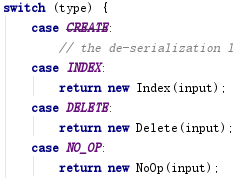 switch (type) {
case CREATE:
// the de-serialization l
case INDEX:
return new Index(input);
case DELETE:
return new Delete(input);
case NO_OP:
return new NoOp(input);